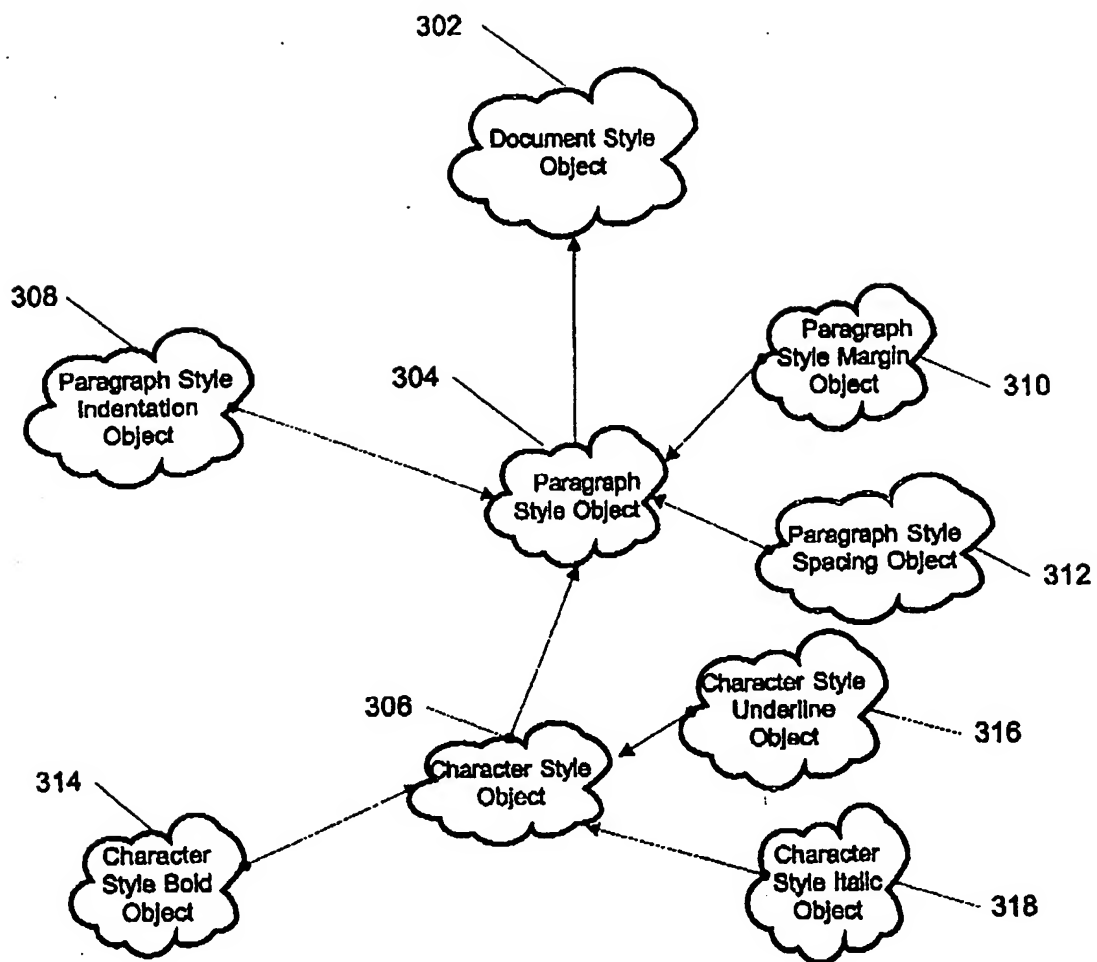 302
Document Style
Object
308
Paragraph Style
Indentation
Object
304
Paragraph
Style Margin
Object
310
Paragraph
Style Object
Paragraph Style
Spacing Object
312
306
Character Style
Underline
Object
316
Character Style
Object
314
Character
Style Bold
Object
Character
Style Italic
Object
318